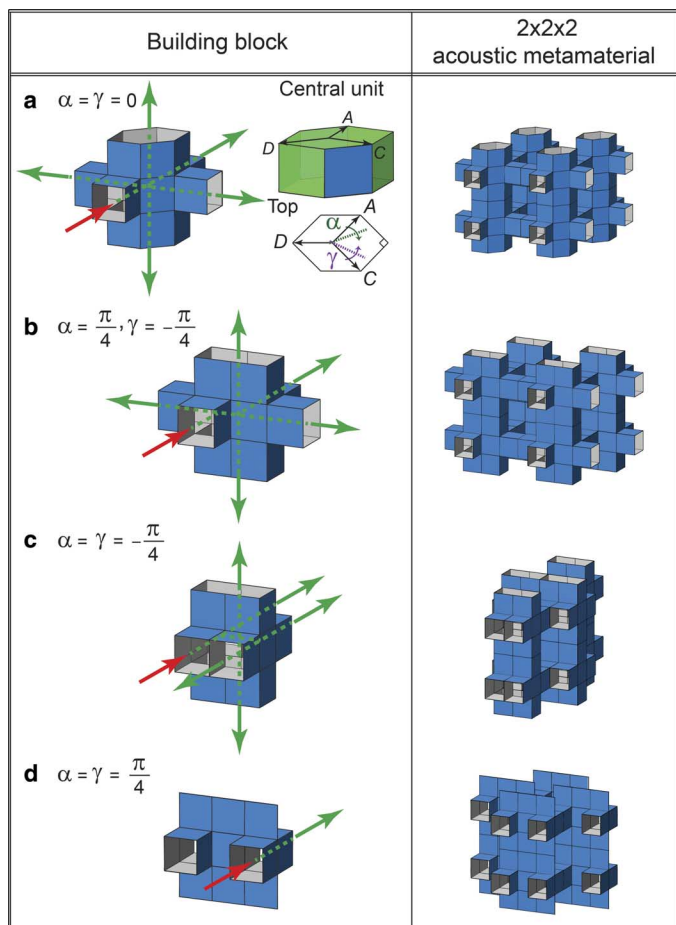 Building block
2x2x2
acoustic metamaterial
a α = γ = 0
Central unit
A
D
C
Top
A
α
D
γ
C
b α = π/4, γ = -π/4
c α = γ = -π/4
d α = γ = π/4